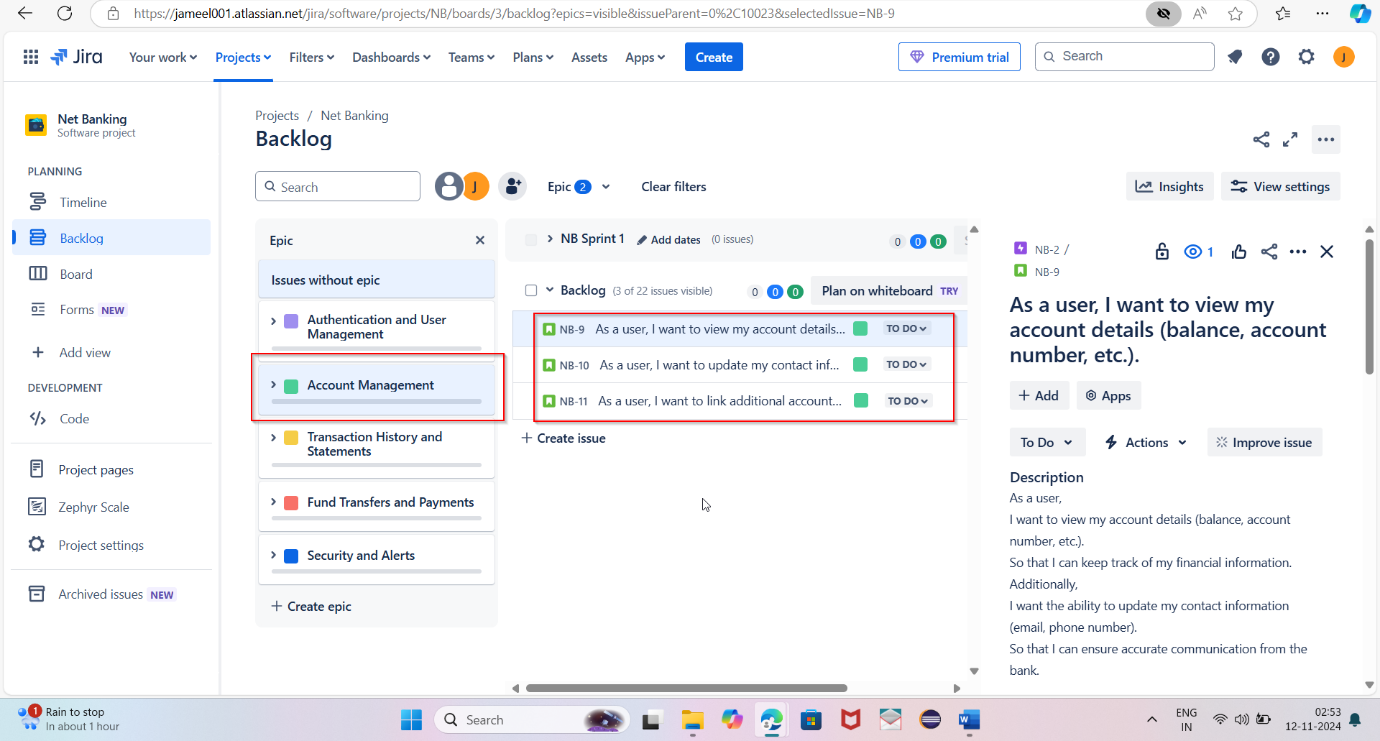 https://jameel001.atlassian.net/jira/software/projects/NB/boards/3/backlog?epics=visible&issueParent=0%2C10023&selectedIssue=NB-9
Jira
Your work
Projects
Filters
Dashboards
Teams
Plans
Assets
Apps
Create
Premium trial
Search
J
Net Banking
Software project
PLANNING
Timeline
Backlog
Board
Forms NEW
Add view
DEVELOPMENT
Code
Project pages
Zephyr Scale
Project settings
Archived issues NEW
Projects / Net Banking
Backlog
Search
J
Epic 2
Clear filters
Insights
View settings
Epic
Issues without epic
Authentication and User
Management
Account Management
Transaction History and
Statements
Fund Transfers and Payments
Security and Alerts
+ Create epic
NB Sprint 1 Add dates (0 issues) 0 0 0
Backlog (3 of 22 issues visible) 0 0 0 Plan on whiteboard TRY
NB-9 As a user, I want to view my account details... TO DO
NB-10 As a user, I want to update my contact inf... TO DO
NB-11 As a user, I want to link additional account... TO DO
+ Create issue
NB-2 /
NB-9
1
As a user, I want to view my
account details (balance, account
number, etc.).
+ Add
Apps
To Do
Actions
Improve issue
Description
As a user,
I want to view my account details (balance, account
number, etc.).
So that I can keep track of my financial information.
Additionally,
I want the ability to update my contact information
(email, phone number).
So that I can ensure accurate communication from the
bank.
1
Rain to stop
In about 1 hour
Search
ENG
IN
02:53
12-11-2024